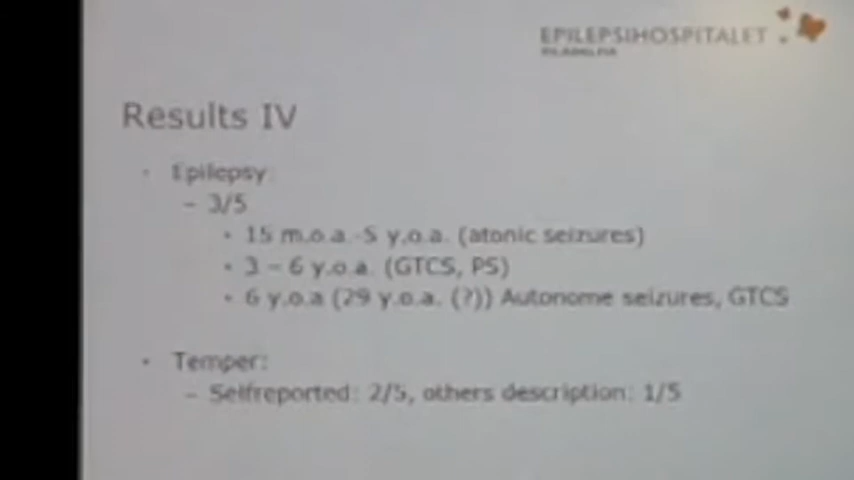 EPILEPSIHOSPITALET
FILADELFIA
Results IV
• Epilepsy:
– 3/5
• 15 m.o.a.-5 y.o.a. (atonic seizures)
• 3 – 6 y.o.a. (GTCS, PS)
• 6 y.o.a (29 y.o.a. (?)) Autonome seizures, GTCS
• Temper:
– Selfreported: 2/5, others description: 1/5